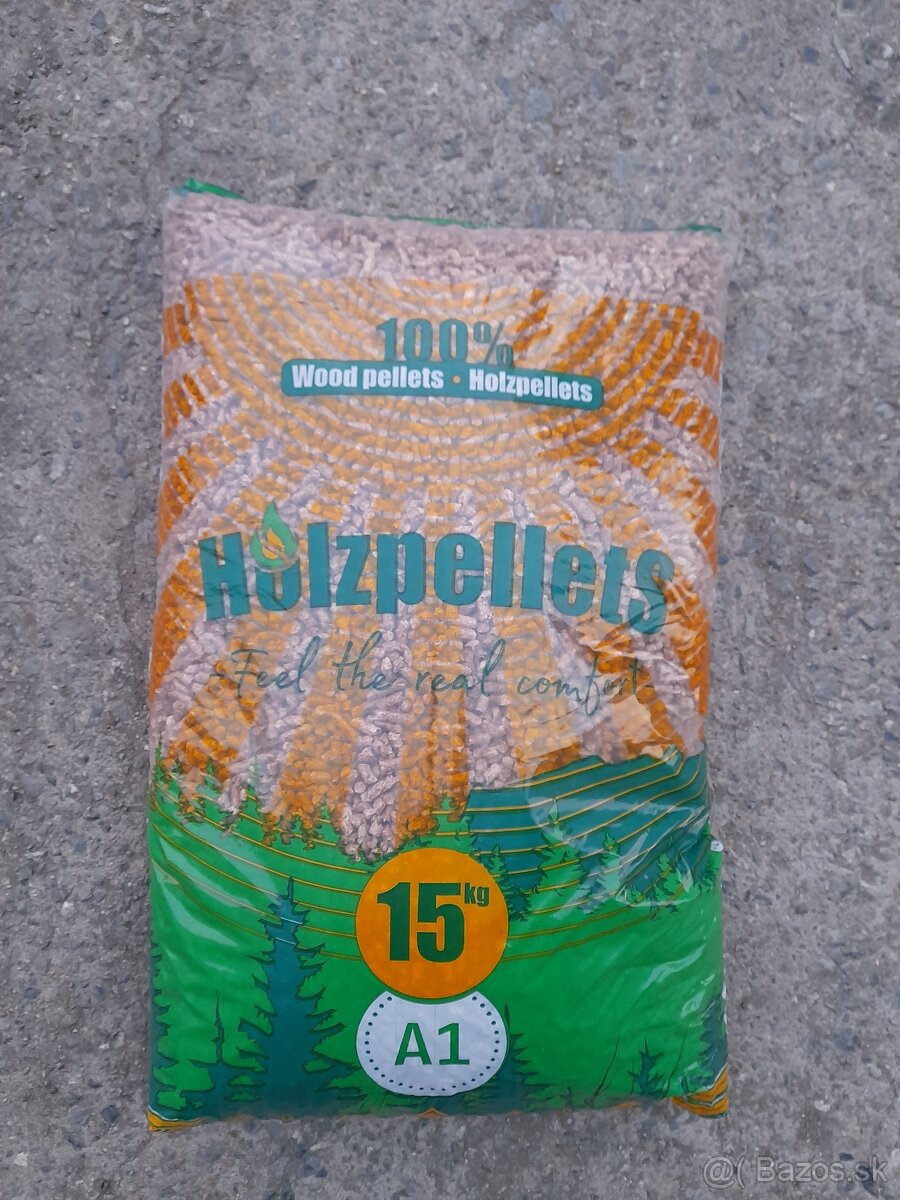 100%
Wood pellets • Holzpellets
Holzpellets
Feel the real comfort
15kg
A1
@( Bazos.sk